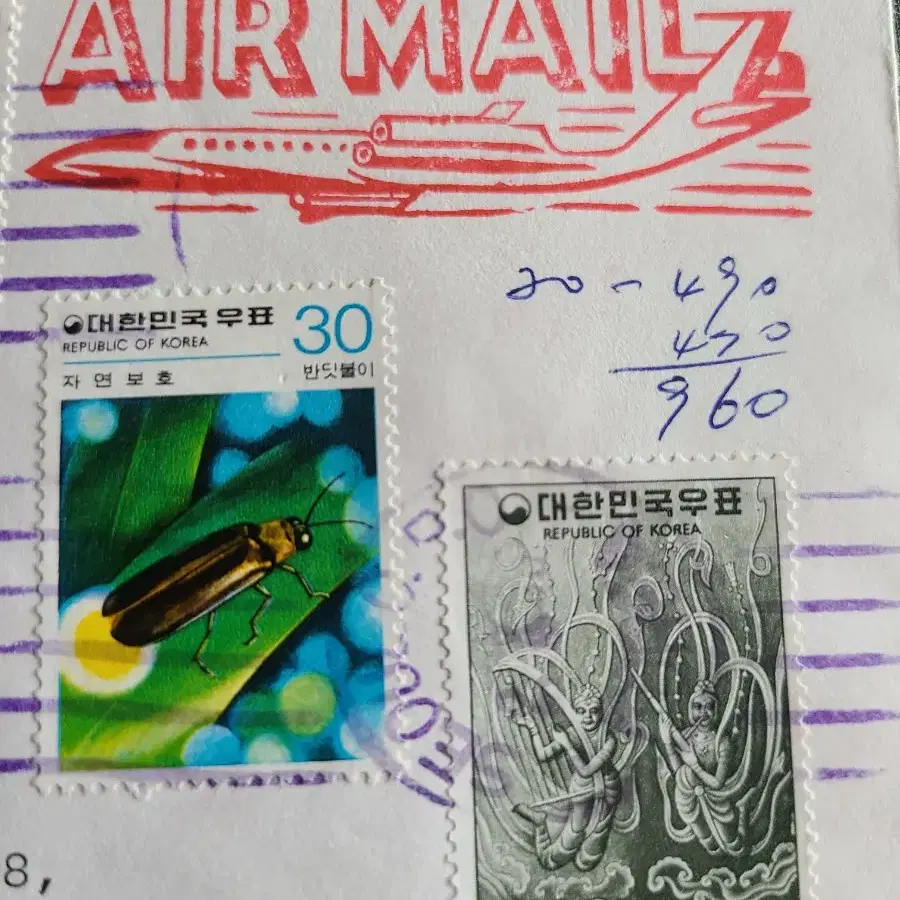 AIR MAIL
20 - 490
470
960
대한민국우표 30
REPUBLIC OF KOREA
자연보호 반딧불이
대한민국우표
REPUBLIC OF KOREA
8,